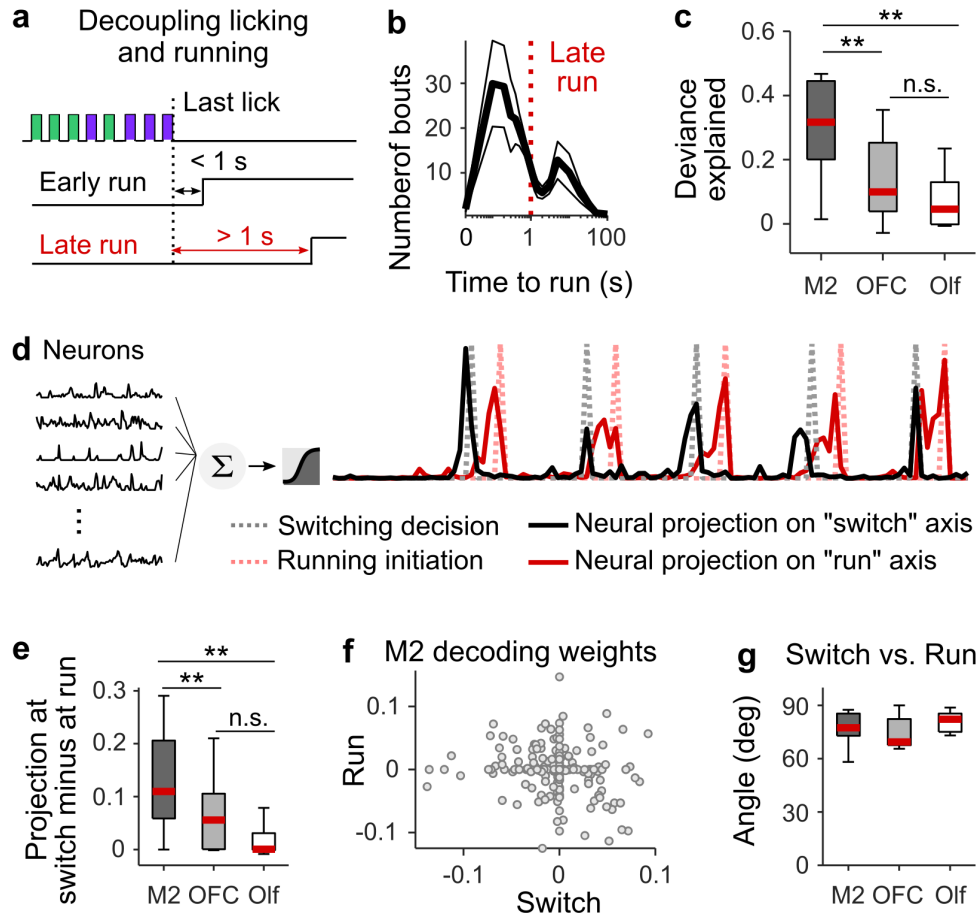 a
Decoupling licking
and running
Last lick
< 1 s
Early run
> 1 s
Late run
b
Late
run
Numberof bouts
30
20
10
0
1
100
Time to run (s)
c
**
**
n.s.
0.6
0.4
0.2
0
Deviance
explained
M2
OFC
Olf
d
Neurons
Σ
Switching decision
Running initiation
Neural projection on "switch" axis
Neural projection on "run" axis
e
**
**
n.s.
0.3
0.2
0.1
0
Projection at
switch minus at run
M2
OFC
Olf
f
M2 decoding weights
0.1
0
-0.1
Run
-0.1
0
0.1
Switch
g
Switch vs. Run
90
60
30
0
Angle (deg)
M2
OFC
Olf